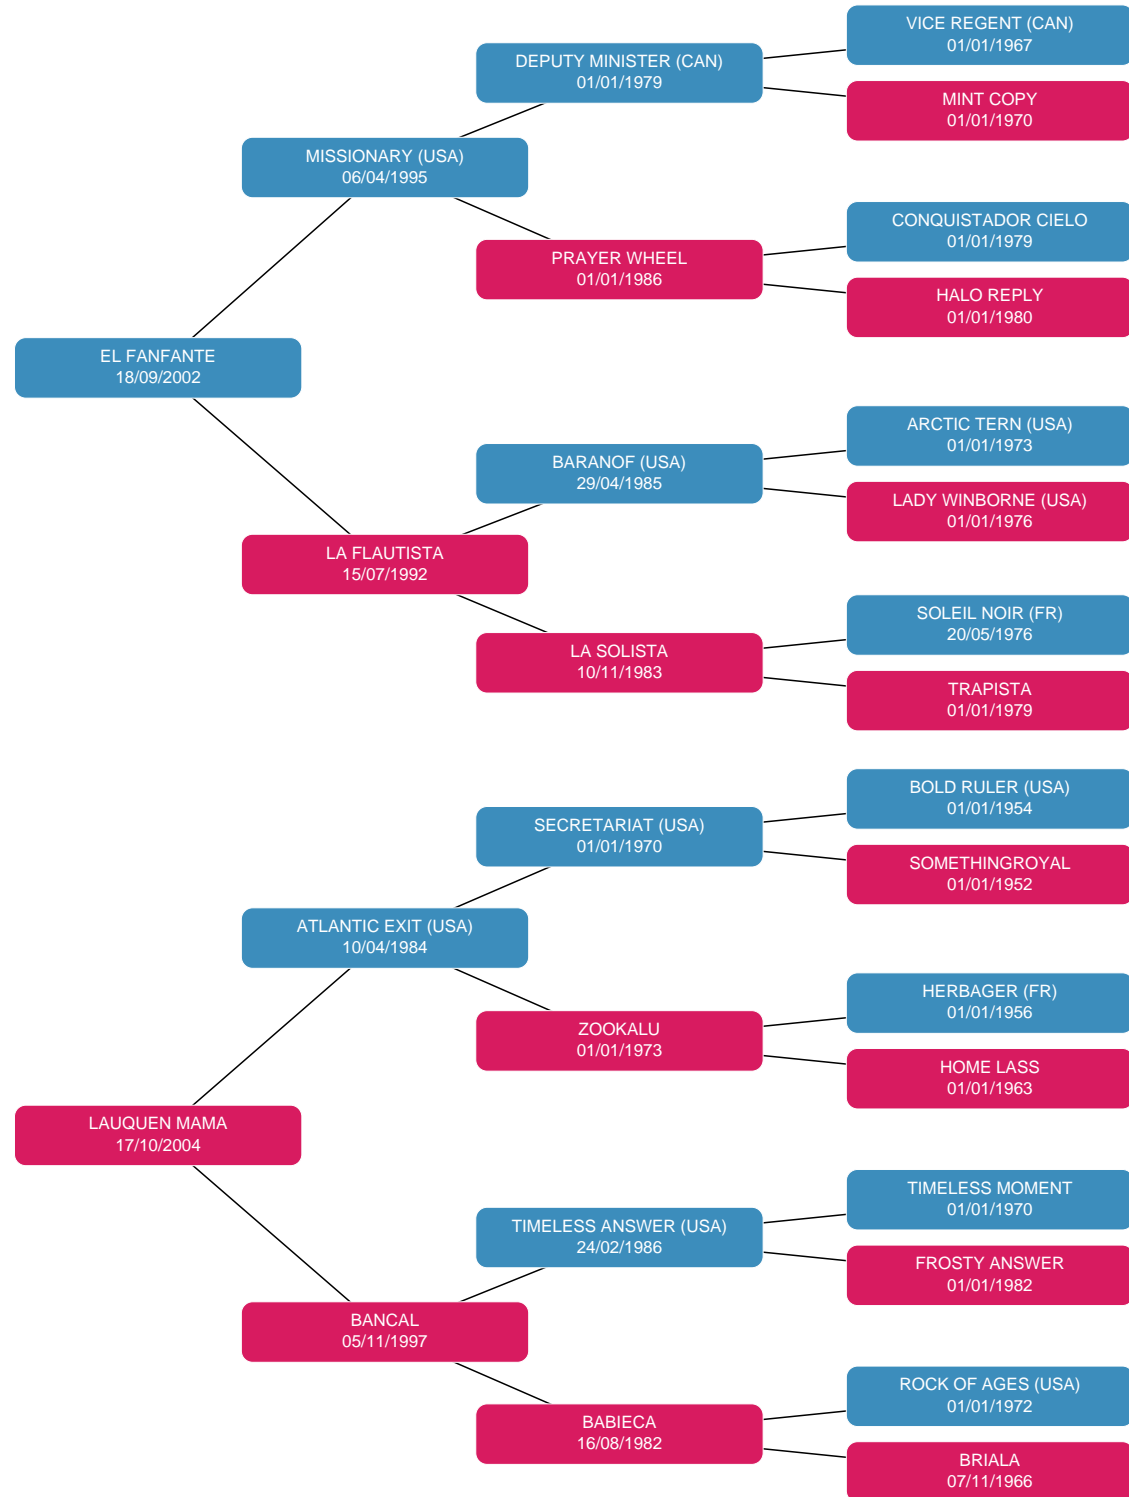 VICE REGENT (CAN)
01/01/1967
DEPUTY MINISTER (CAN)
01/01/1979
MINT COPY
01/01/1970
MISSIONARY (USA)
06/04/1995
CONQUISTADOR CIELO
01/01/1979
PRAYER WHEEL
01/01/1986
HALO REPLY
01/01/1980
EL FANFANTE
18/09/2002
ARCTIC TERN (USA)
01/01/1973
BARANOF (USA)
29/04/1985
LADY WINBORNE (USA)
01/01/1976
LA FLAUTISTA
15/07/1992
SOLEIL NOIR (FR)
20/05/1976
LA SOLISTA
10/11/1983
TRAPISTA
01/01/1979
BOLD RULER (USA)
01/01/1954
SECRETARIAT (USA)
01/01/1970
SOMETHINGROYAL
01/01/1952
ATLANTIC EXIT (USA)
10/04/1984
HERBAGER (FR)
01/01/1956
ZOOKALU
01/01/1973
HOME LASS
01/01/1963
LAUQUEN MAMA
17/10/2004
TIMELESS MOMENT
01/01/1970
TIMELESS ANSWER (USA)
24/02/1986
FROSTY ANSWER
01/01/1982
BANCAL
05/11/1997
ROCK OF AGES (USA)
01/01/1972
BABIECA
16/08/1982
BRIALA
07/11/1966